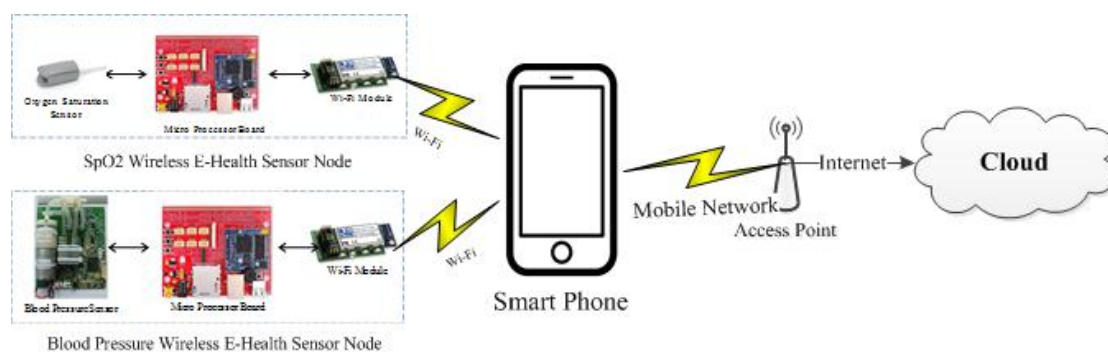 Oxygen Saturation
Sensor
Micro Processor Board
Wi-Fi Module
Wi-Fi
SpO2 Wireless E-Health Sensor Node
Blood Pressure Sensor
Micro Processor Board
Wi-Fi Module
Wi-Fi
Blood Pressure Wireless E-Health Sensor Node
Smart Phone
Mobile Network
Access Point
Internet
Cloud